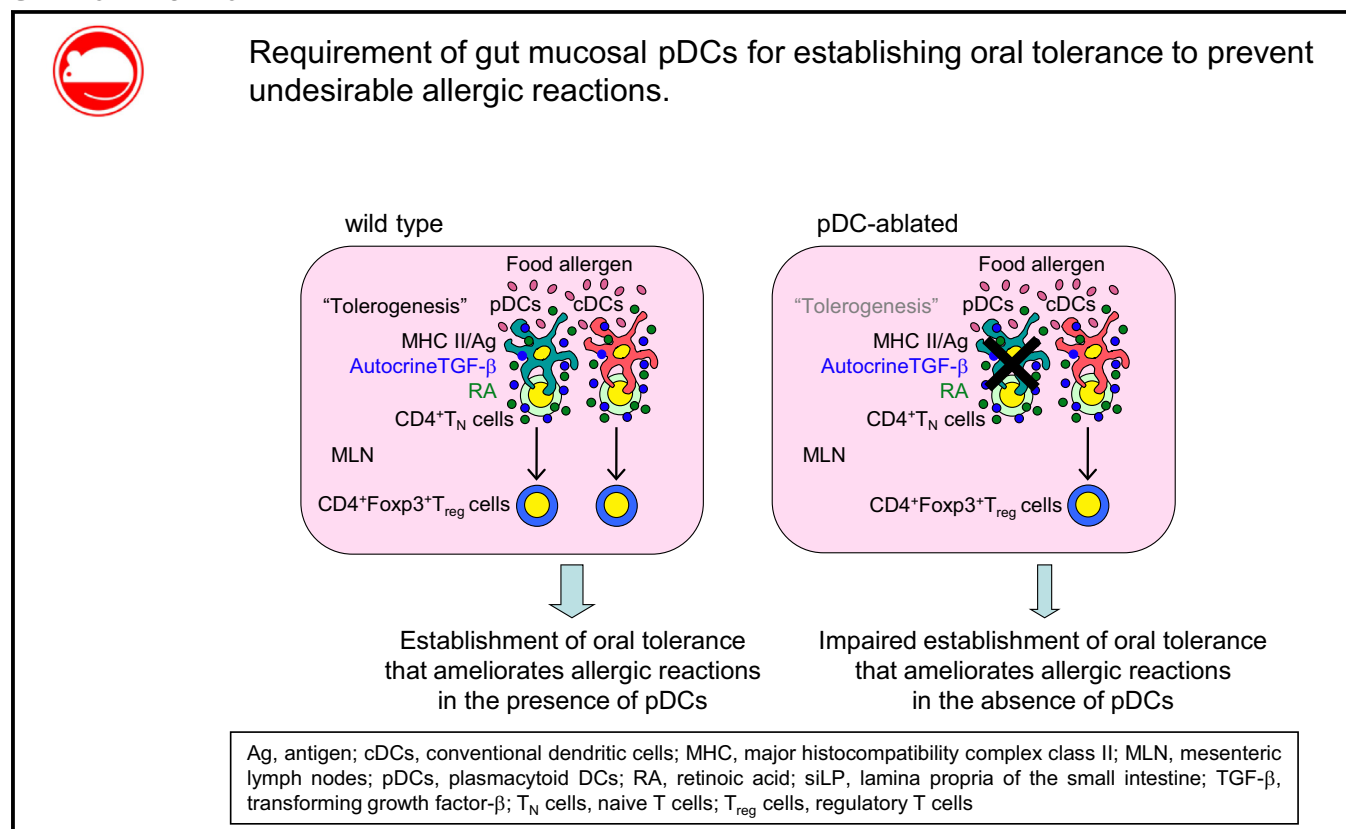 Requirement of gut mucosal pDCs for establishing oral tolerance to prevent
undesirable allergic reactions.
wild type
Food allergen
“Tolerogenesis”
pDCs
cDCs
MHC II/Ag
AutocrineTGF-β
RA
CD4⁺T_N cells
MLN
CD4⁺Foxp3⁺T_reg cells
Establishment of oral tolerance
that ameliorates allergic reactions
in the presence of pDCs
pDC-ablated
Food allergen
“Tolerogenesis”
pDCs
cDCs
MHC II/Ag
AutocrineTGF-β
RA
CD4⁺T_N cells
MLN
CD4⁺Foxp3⁺T_reg cells
Impaired establishment of oral tolerance
that ameliorates allergic reactions
in the absence of pDCs
Ag, antigen; cDCs, conventional dendritic cells; MHC, major histocompatibility complex class II; MLN, mesenteric
lymph nodes; pDCs, plasmacytoid DCs; RA, retinoic acid; siLP, lamina propria of the small intestine; TGF-β,
transforming growth factor-β; T_N cells, naive T cells; T_reg cells, regulatory T cells